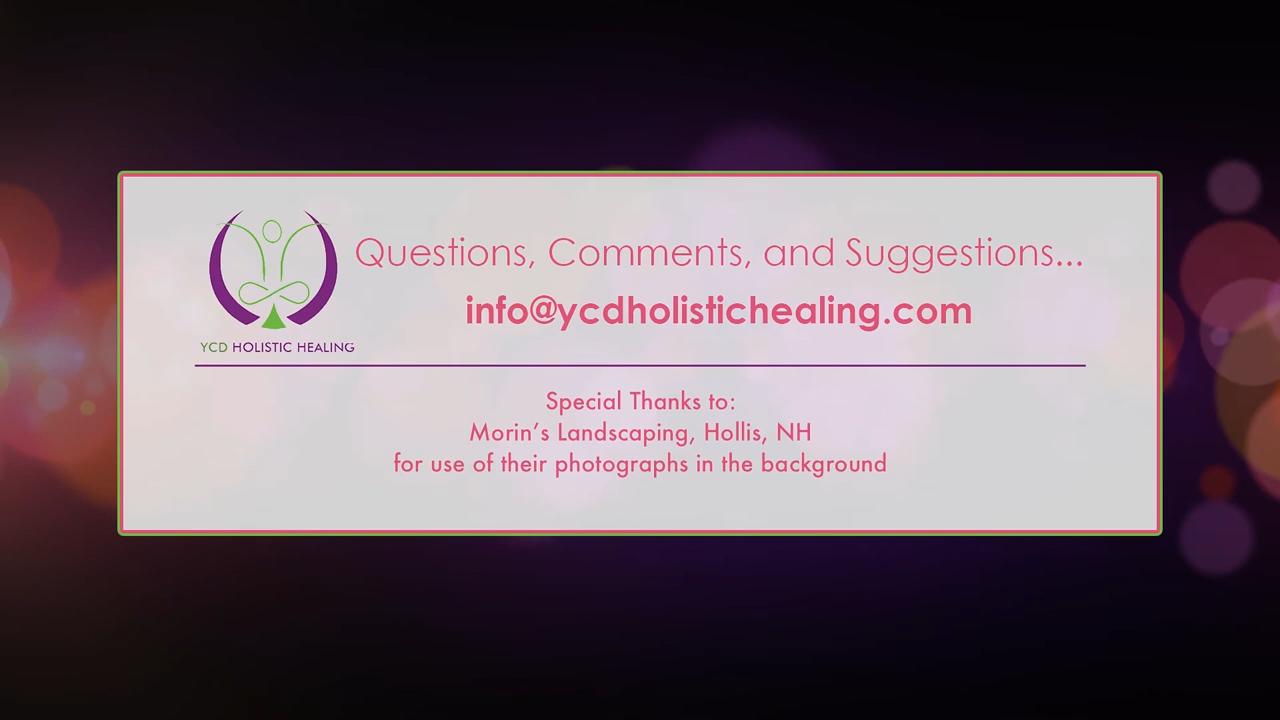 Questions, Comments, and Suggestions...
info@ycdholistichealing.com
YCD HOLISTIC HEALING
Special Thanks to:
Morin’s Landscaping, Hollis, NH
for use of their photographs in the background